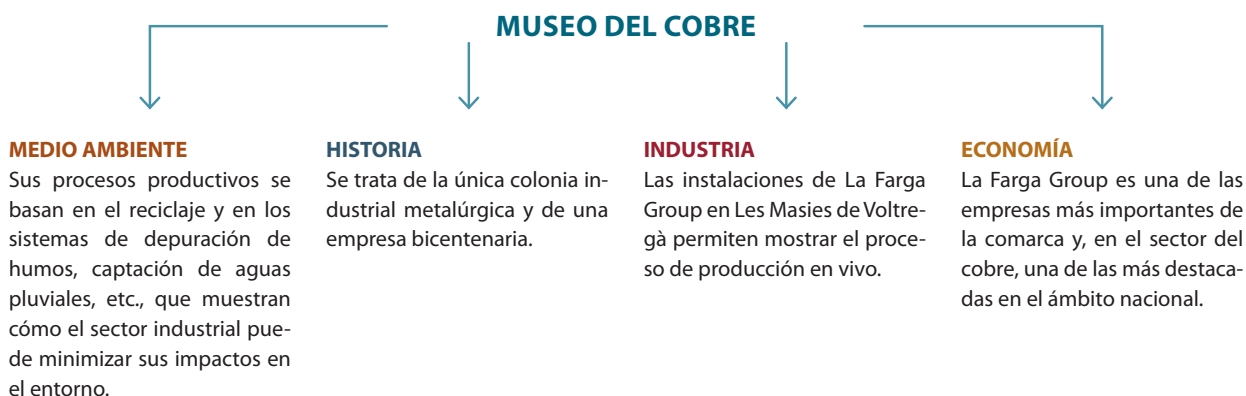 MUSEO DEL COBRE
MEDIO AMBIENTE
Sus procesos productivos se
basan en el reciclaje y en los
sistemas de depuración de
humos, captación de aguas
pluviales, etc., que muestran
cómo el sector industrial pue-
de minimizar sus impactos en
el entorno.
HISTORIA
Se trata de la única colonia in-
dustrial metalúrgica y de una
empresa bicentenaria.
INDUSTRIA
Las instalaciones de La Farga
Group en Les Masies de Voltre-
gà permiten mostrar el proce-
so de producción en vivo.
ECONOMÍA
La Farga Group es una de las
empresas más importantes de
la comarca y, en el sector del
cobre, una de las más destaca-
das en el ámbito nacional.